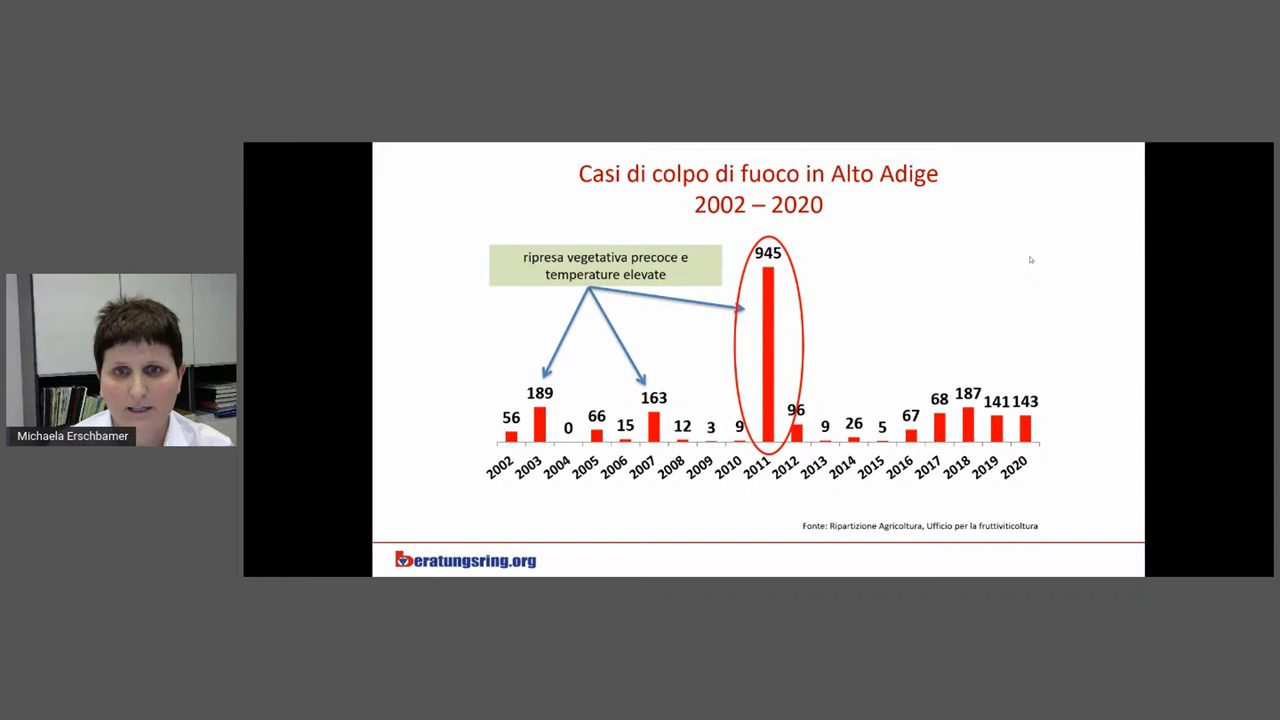 Casi di colpo di fuoco in Alto Adige
2002 – 2020
ripresa vegetativa precoce e
temperature elevate
945
189
163
187
141
143
56
0
66
15
12
3
9
96
9
26
5
67
68
2002 2003 2004 2005 2006 2007 2008 2009 2010 2011 2012 2013 2014 2015 2016 2017 2018 2019 2020
Fonte: Ripartizione Agricoltura, Ufficio per la fruttiviticoltura
beratungsring.org
Michaela Erschbamer